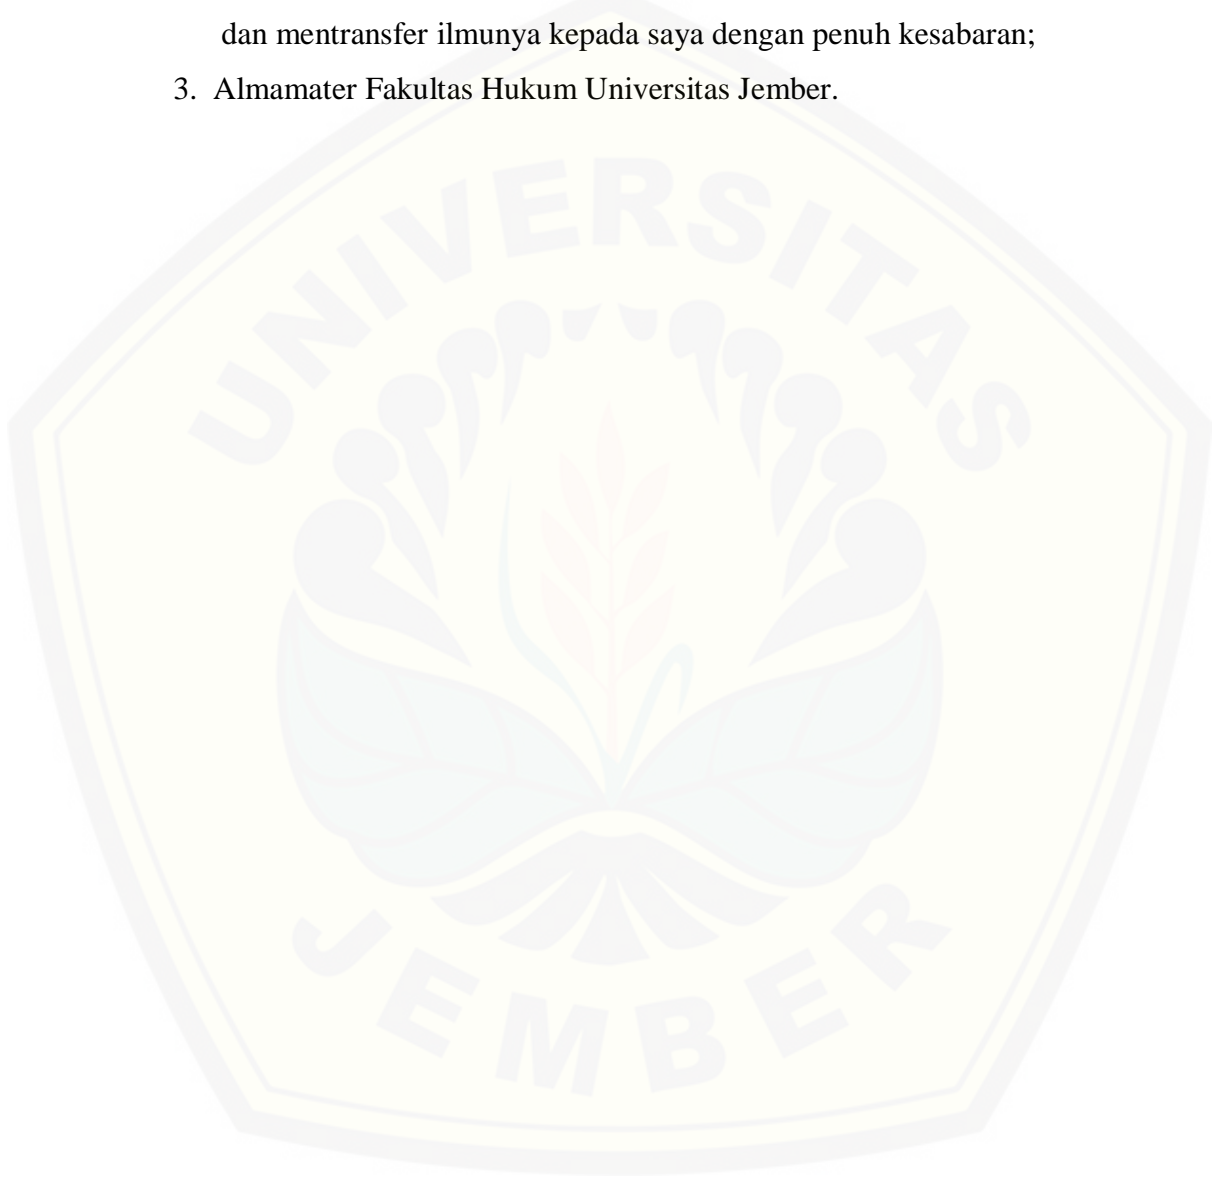 dan mentransfer ilmunya kepada saya dengan penuh kesabaran;
3. Almamater Fakultas Hukum Universitas Jember.
UNIVERSITAS
JEMBER